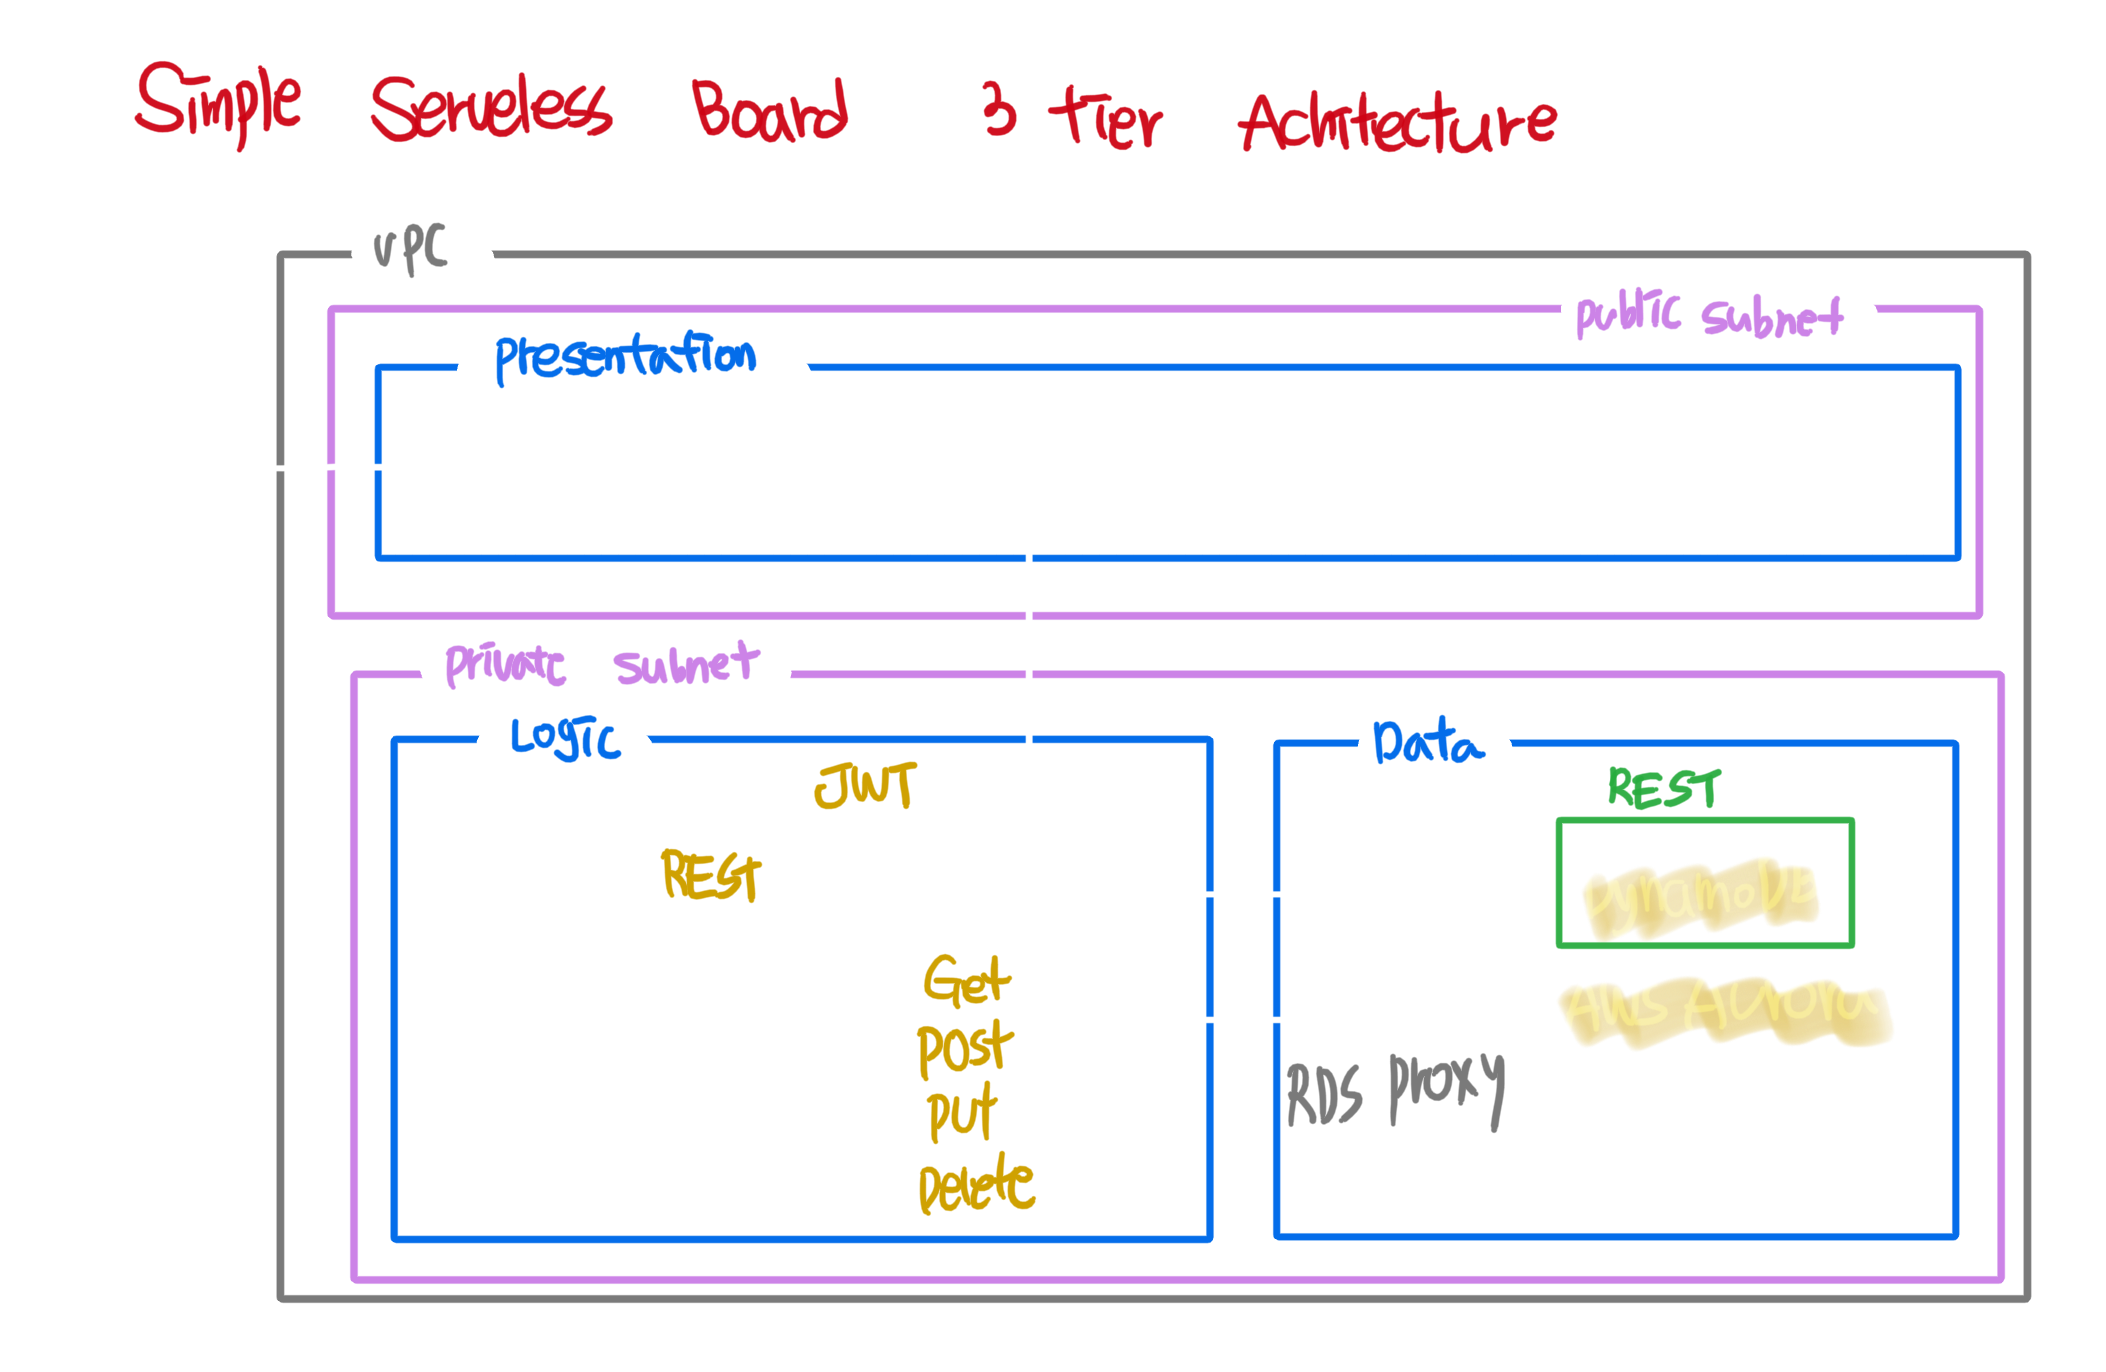 Simple Serveless Board 3 tier Achitecture
VPC
public subnet
presentation
private subnet
Logic
JWT
REST
Get
post
put
Delete
Data
REST
DynamoDB
AWS Aurora
RDS proxy